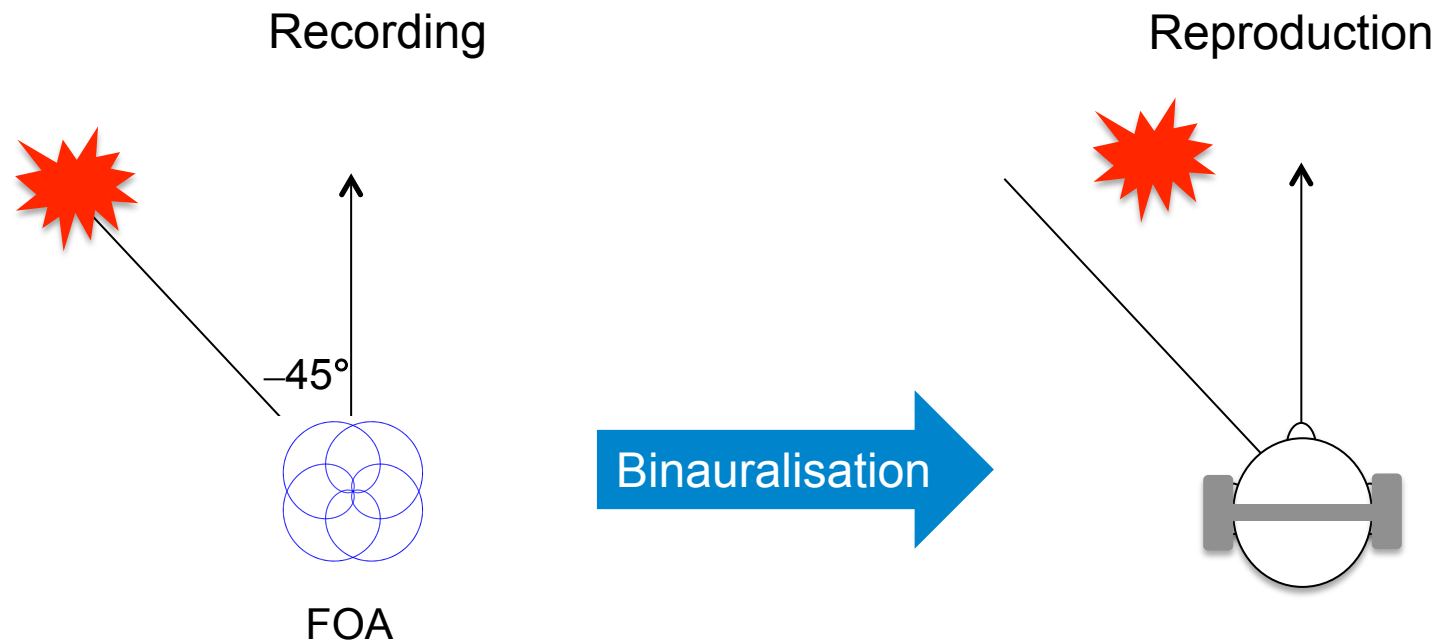 Recording
Reproduction
–45°
Binauralisation
FOA